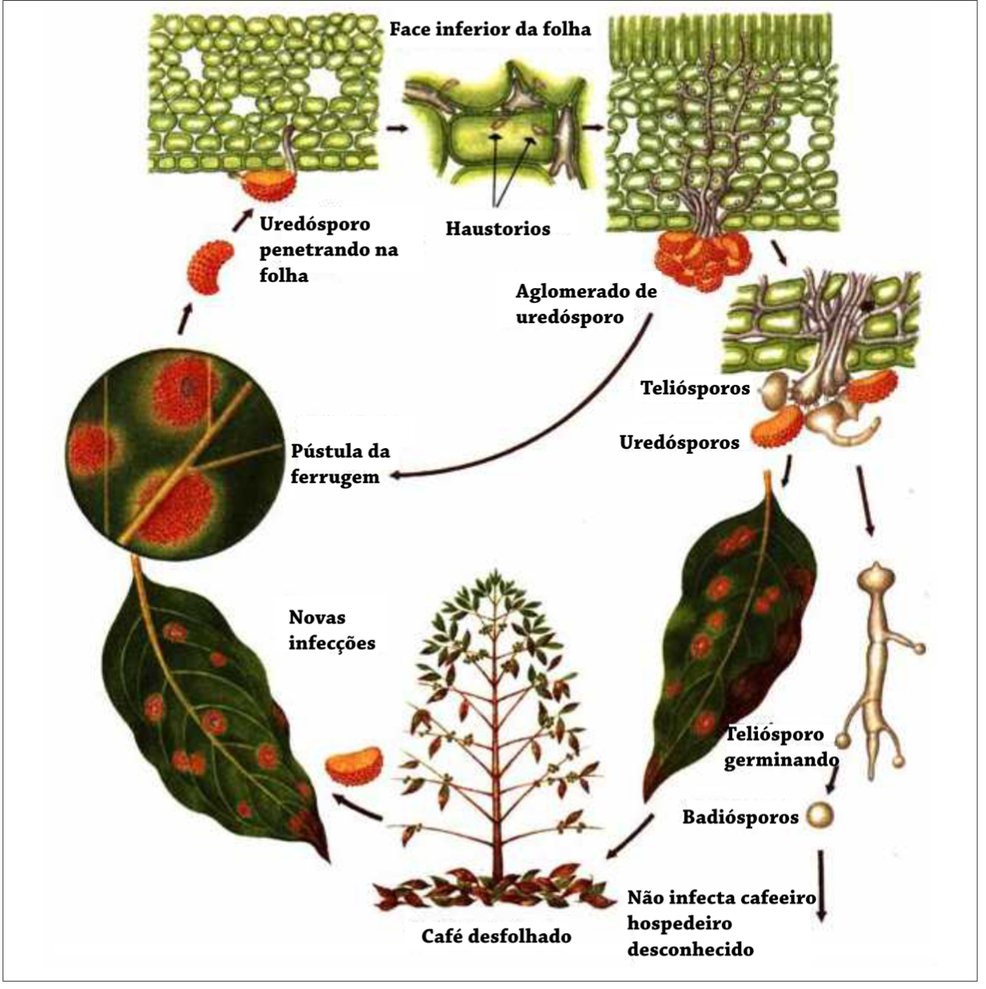 Face inferior da folha
Uredósporo
penetrando na
folha
Haustorios
Aglomerado de
uredósporo
Teliósporos
Uredósporos
Pústula da
ferrugem
Novas
infecções
Teliósporo
germinando
Badiósporos
Não infecta cafeeiro
hospedeiro
desconhecido
Café desfolhado